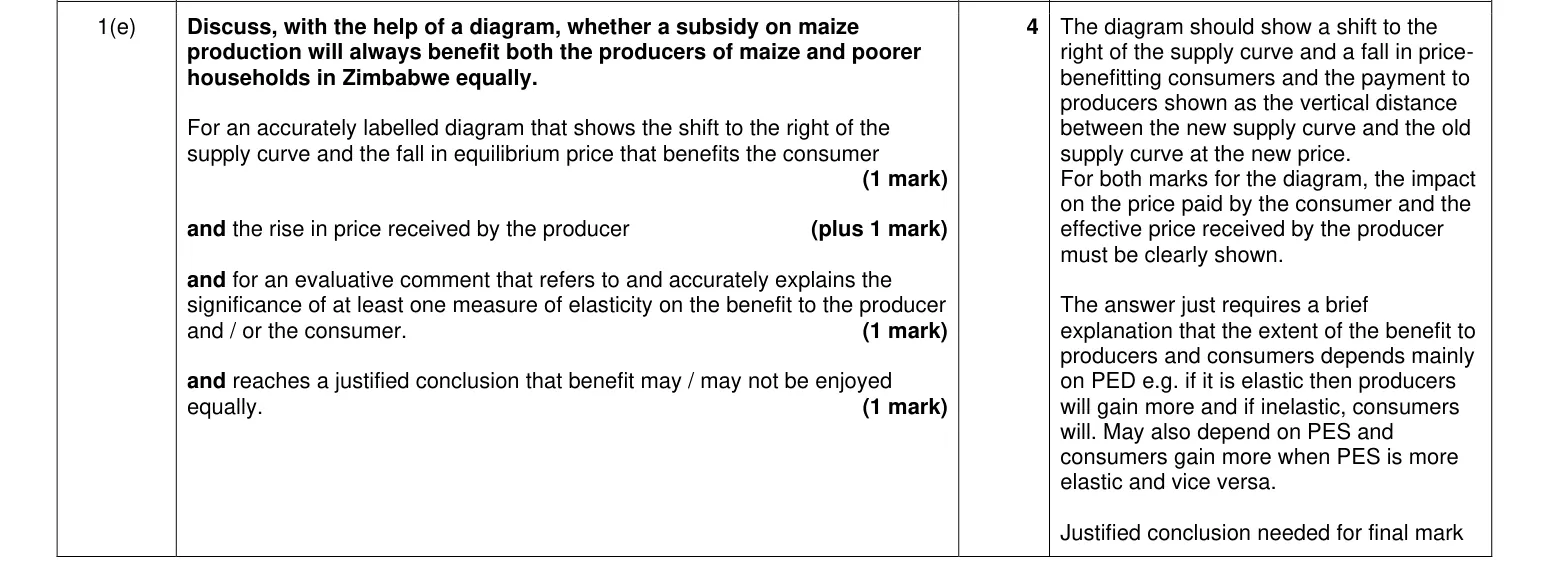 1(e)
Discuss, with the help of a diagram, whether a subsidy on maize
production will always benefit both the producers of maize and poorer
households in Zimbabwe equally.
For an accurately labelled diagram that shows the shift to the right of the
supply curve and the fall in equilibrium price that benefits the consumer
(1 mark)
and the rise in price received by the producer (plus 1 mark)
and for an evaluative comment that refers to and accurately explains the
significance of at least one measure of elasticity on the benefit to the producer
and / or the consumer. (1 mark)
and reaches a justified conclusion that benefit may / may not be enjoyed
equally. (1 mark)
4
The diagram should show a shift to the
right of the supply curve and a fall in price-
benefitting consumers and the payment to
producers shown as the vertical distance
between the new supply curve and the old
supply curve at the new price.
For both marks for the diagram, the impact
on the price paid by the consumer and the
effective price received by the producer
must be clearly shown.
The answer just requires a brief
explanation that the extent of the benefit to
producers and consumers depends mainly
on PED e.g. if it is elastic then producers
will gain more and if inelastic, consumers
will. May also depend on PES and
consumers gain more when PES is more
elastic and vice versa.
Justified conclusion needed for final mark